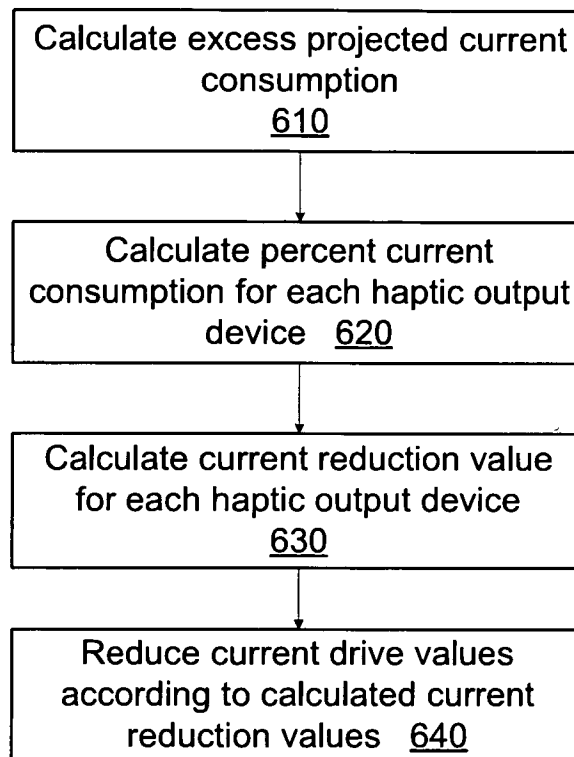 Calculate excess projected current
consumption
610
Calculate percent current
consumption for each haptic output
device 620
Calculate current reduction value
for each haptic output device
630
Reduce current drive values
according to calculated current
reduction values 640